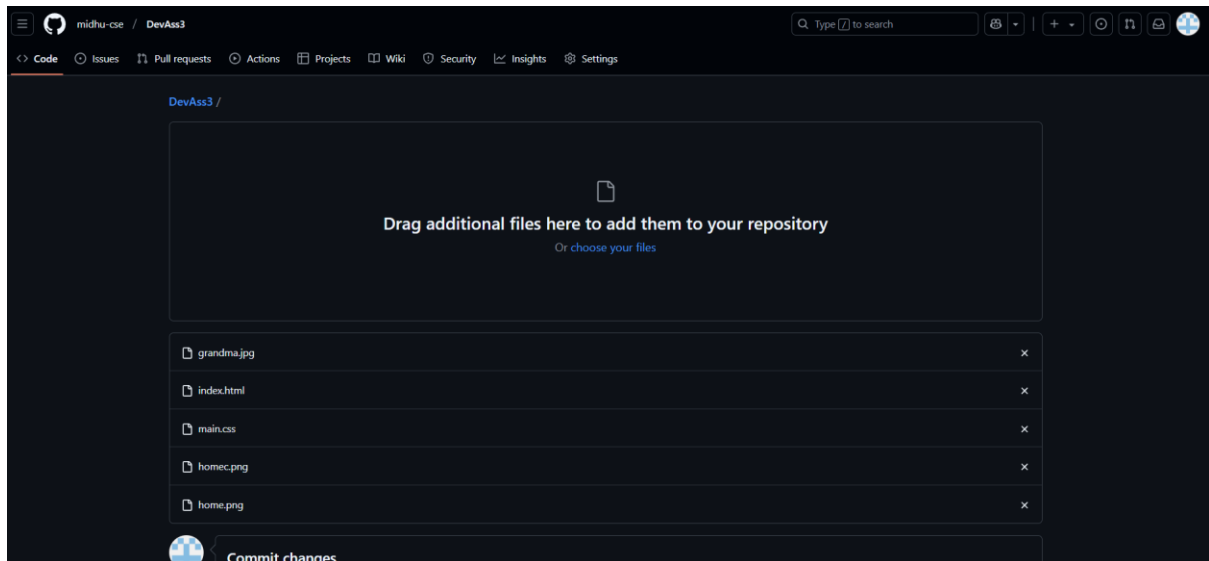 midhu-cse / DevAss3
Type / to search
Code Issues Pull requests Actions Projects Wiki Security Insights Settings
DevAss3 /
Drag additional files here to add them to your repository
Or choose your files
grandma.jpg
index.html
main.css
homec.png
home.png
Commit changes